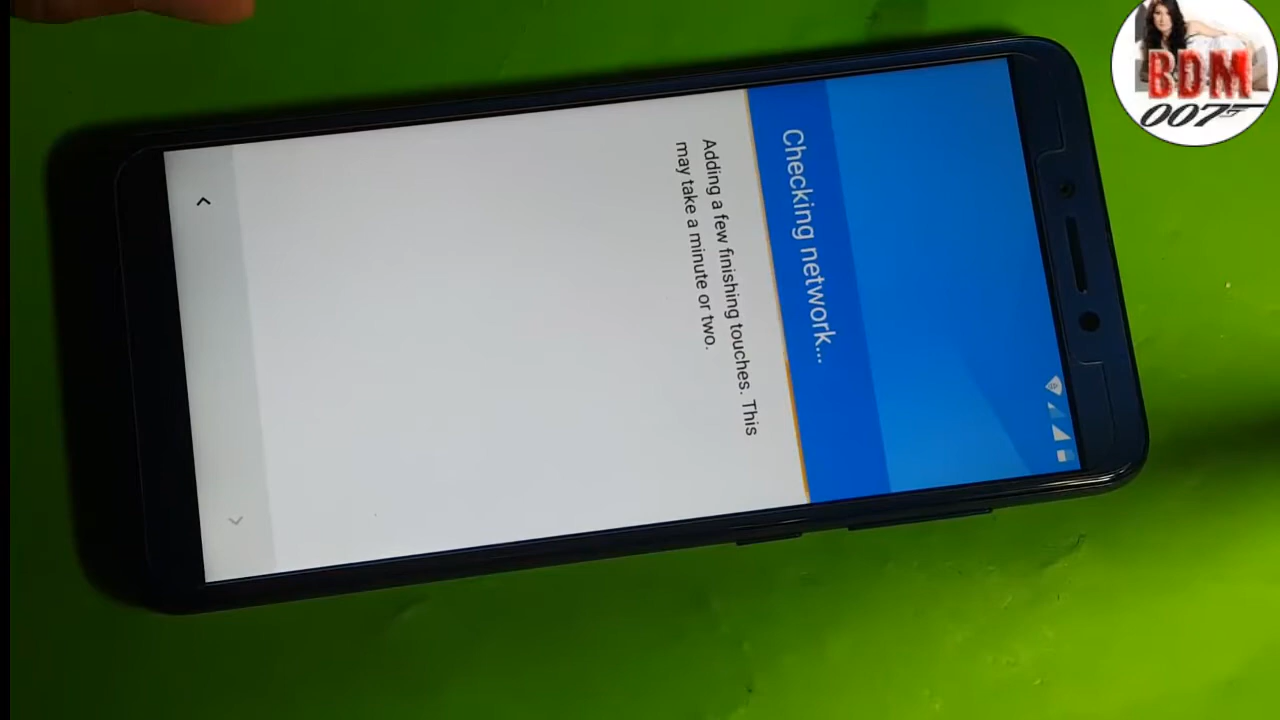 Checking network...
Adding a few finishing touches. This
may take a minute or two.
BDM
007